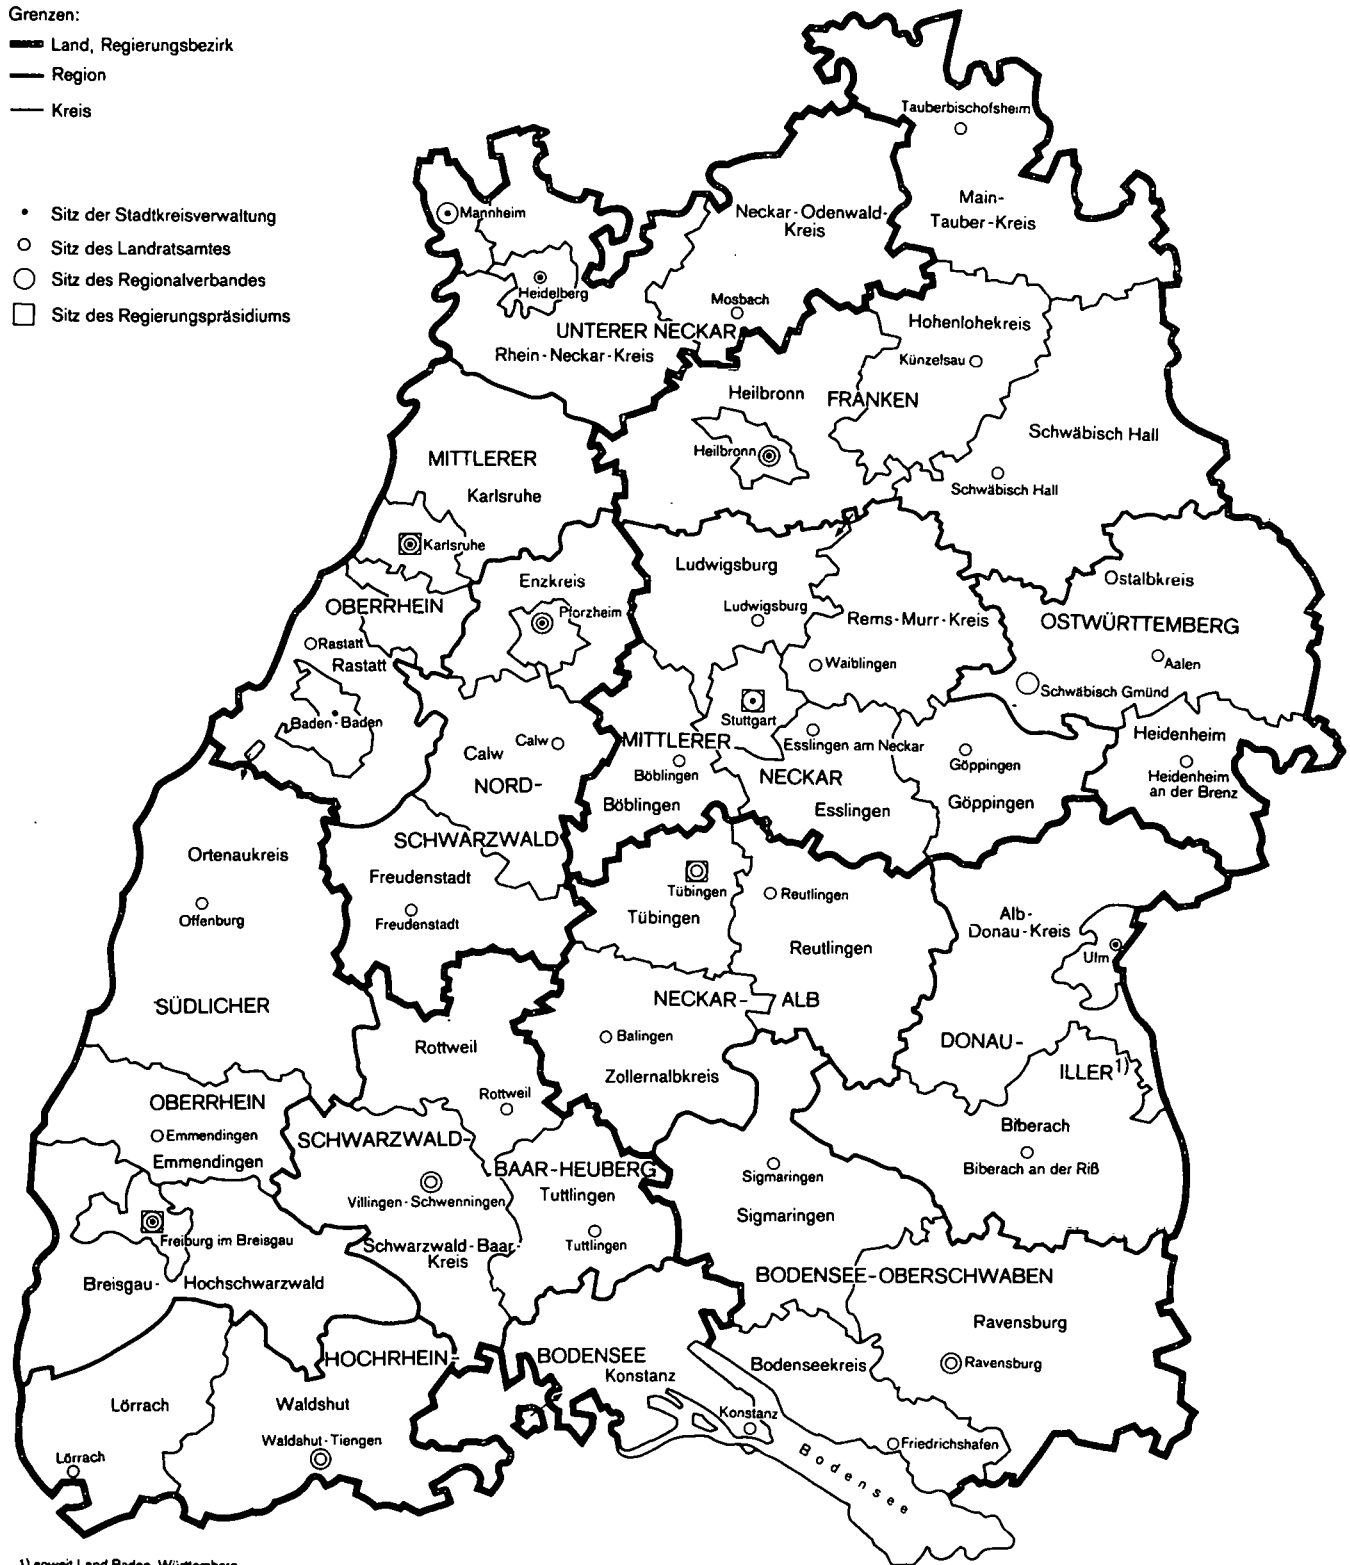 Grenzen:
Land, Regierungsbezirk
Region
Kreis
Sitz der Stadtkreisverwaltung
Sitz des Landratsamtes
Sitz des Regionalverbandes
Sitz des Regierungspräsidiums
Tauberbischofsheim
Main-
Tauber-Kreis
Mannheim
Neckar-Odenwald-
Kreis
Heidelberg
Mosbach
UNTERER NECKAR
Rhein-Neckar-Kreis
Hohenlohekreis
Künzelsau
Heilbronn
FRANKEN
Heilbronn
Schwäbisch Hall
Schwäbisch Hall
MITTLERER
Karlsruhe
Karlsruhe
Enzkreis
Pforzheim
OBERRHEIN
Rastatt
Rastatt
Baden-Baden
Ludwigsburg
Ludwigsburg
Rems-Murr-Kreis
Waiblingen
Ostalbkreis
OSTWÜRTTEMBERG
Aalen
Schwäbisch Gmünd
Stuttgart
MITTLERER
Böblingen
Böblingen
Esslingen am Neckar
NECKAR
Esslingen
Göppingen
Göppingen
Heidenheim
Heidenheim
an der Brenz
Calw
Calw
NORD-
SCHWARZWALD
Freudenstadt
Freudenstadt
Ortenaukreis
Offenburg
SÜDLICHER
Tübingen
Tübingen
Reutlingen
Reutlingen
Alb-
Donau-Kreis
Ulm
NECKAR-ALB
Balingen
Zollernalbkreis
DONAU-
ILLER1)
Rottweil
Rottweil
OBERRHEIN
Emmendingen
Emmendingen
SCHWARZWALD-
BAAR-HEUBERG
Villingen-Schwenningen
Tuttlingen
Tuttlingen
Schwarzwald-Baar-
Kreis
Biberach
Biberach an der Riß
Sigmaringen
Sigmaringen
Freiburg im Breisgau
Breisgau-Hochschwarzwald
BODENSEE-OBERSCHWABEN
Ravensburg
Ravensburg
HOCHRHEIN-
BODENSEE
Konstanz
Bodenseekreis
Lörrach
Waldshut
Konstanz
Waldshut-Tiengen
Friedrichshafen
Lörrach
Bodensee
1) soweit Land Baden-Württemberg